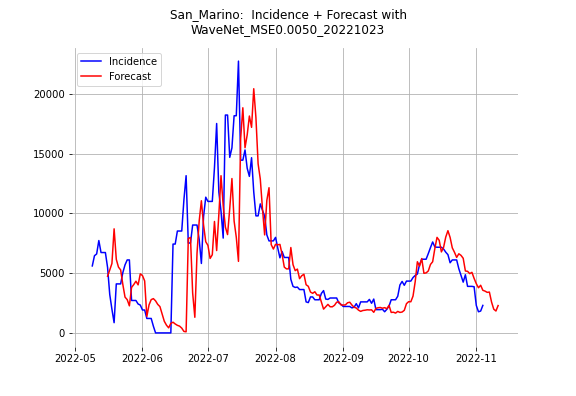 San_Marino:  Incidence + Forecast with
WaveNet_MSE0.0050_20221023
Incidence
Forecast
20000
15000
10000
5000
0
2022-05 2022-06 2022-07 2022-08 2022-09 2022-10 2022-11